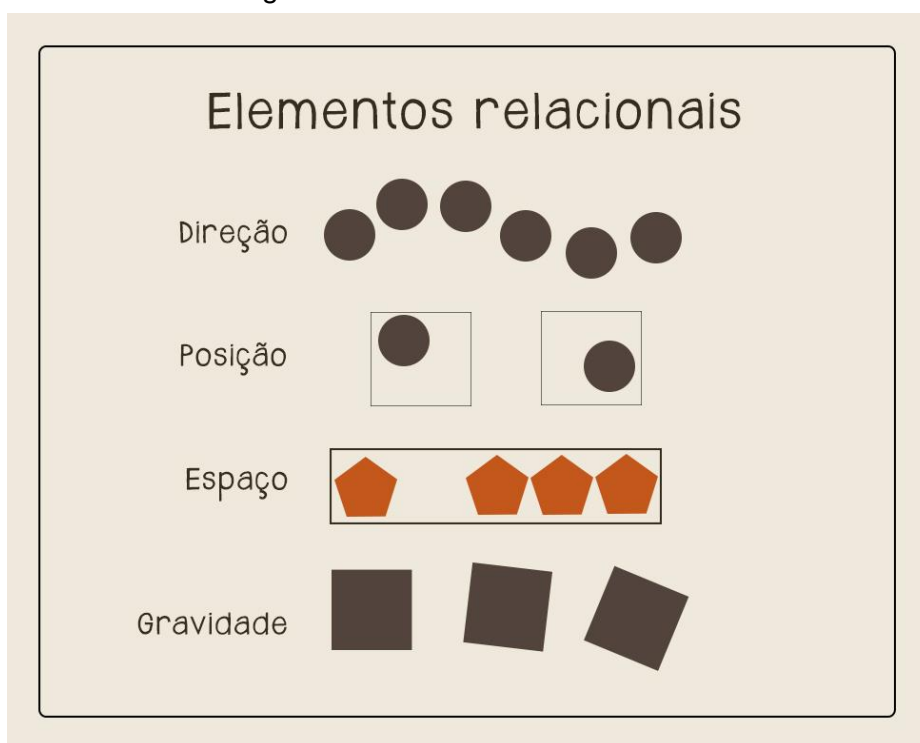 Elementos relacionais
Direção
Posição
Espaço
Gravidade